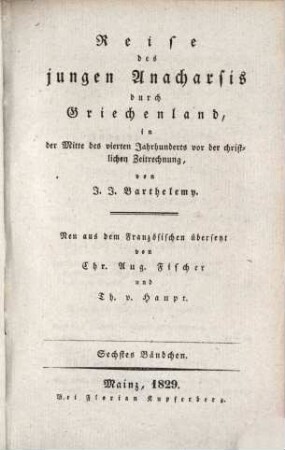 Reise
des
jungen Anacharsis
durch
Griechenland,
in
der Mitte des vierten Jahrhunderts vor der christ-
lichen Zeitrechnung,
von
J. J. Barthelemy.
Neu aus dem Französischen übersetzt
von
Chr. Aug. Fischer
und
Th. v. Haupt.
Sechstes Bändchen.
Mainz, 1829.
Bei Florian Kupferberg.